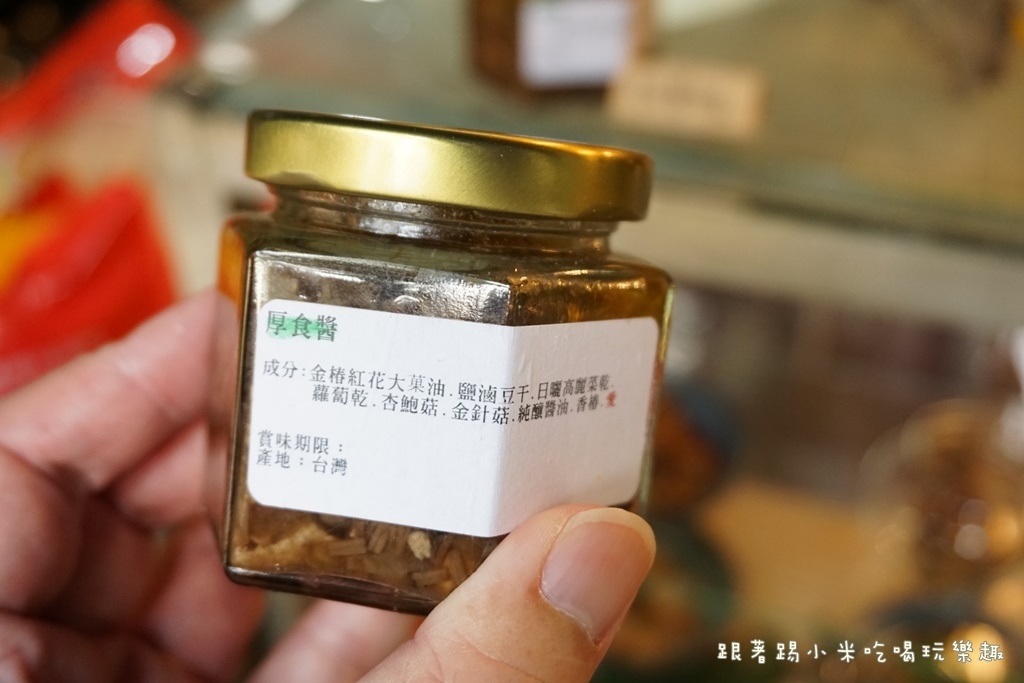 厚食醬
成分:金椿紅花大菓油.鹽滷豆干.日曬高麗菜乾.
蘿蔔乾.杏鮑菇.金針菇.純釀醬油.香椿.愛
賞味期限：
產地：台灣
跟著踢小米吃喝玩樂趣